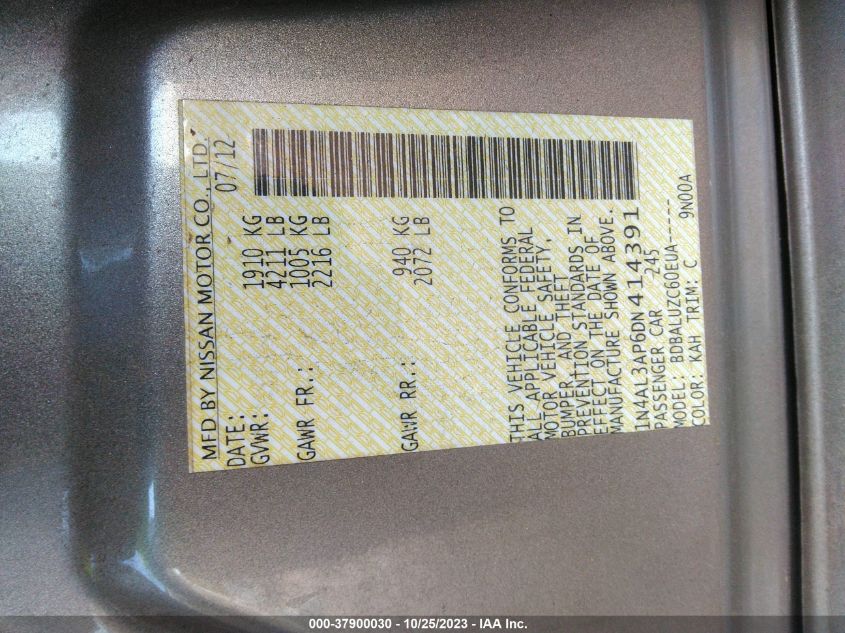 MFD BY NISSAN MOTOR CO., LTD.
DATE: 07/12
GVWR: 1910 KG
4211 LB
GAWR FR.: 1005 KG
2216 LB
GAWR RR.: 940 KG
2072 LB
THIS VEHICLE CONFORMS TO
ALL APPLICABLE FEDERAL
MOTOR VEHICLE SAFETY,
BUMPER AND THEFT
PREVENTION STANDARDS IN
EFFECT ON THE DATE OF
MANUFACTURE SHOWN ABOVE.
1N4AL3AP6DN414391
PASSENGER CAR 245
MODEL: BDBALUZC60EUA-----
COLOR: KAH TRIM: C 9N00A
000-37900030 - 10/25/2023 - IAA Inc.